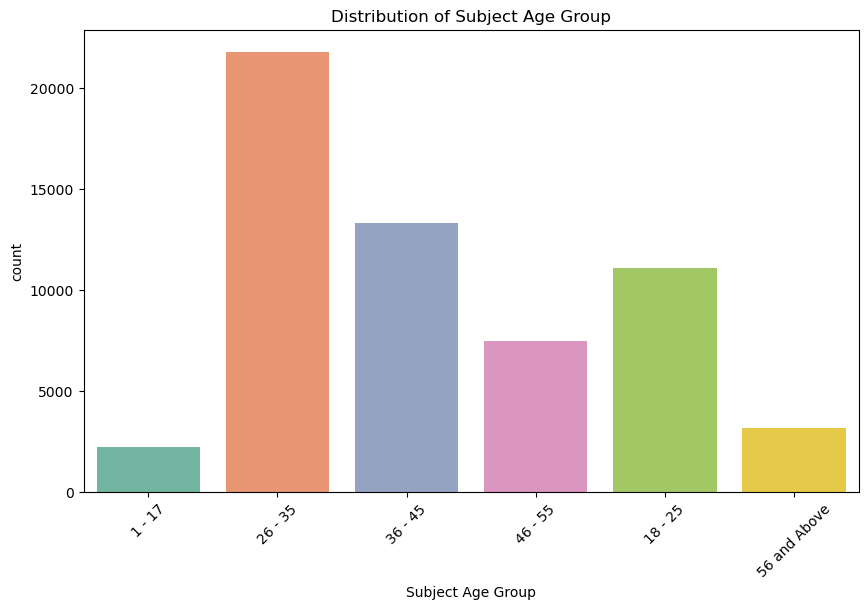 Distribution of Subject Age Group
count
20000
15000
10000
5000
0
1 - 17
26 - 35
36 - 45
46 - 55
18 - 25
56 and Above
Subject Age Group